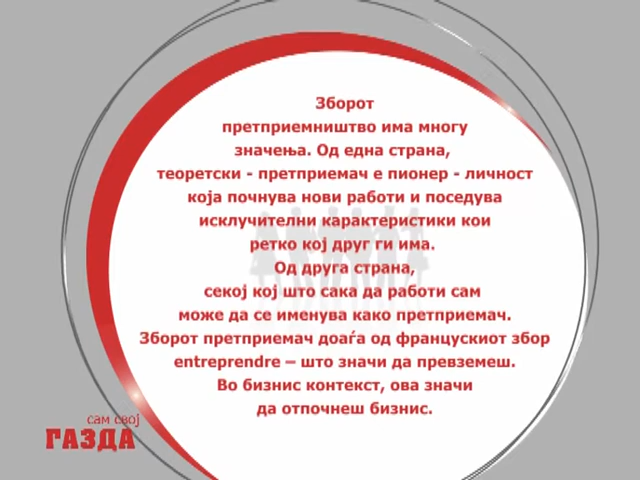 Зборот
претприемништво има многу
значења. Од една страна,
теоретски - претприемач е пионер - личност
која почнува нови работи и поседува
исклучителни карактеристики кои
ретко кој друг ги има.
Од друга страна,
секој кој што сака да работи сам
може да се именува како претприемач.
Зборот претприемач доаѓа од францускиот збор
entreprendre – што значи да превземеш.
Во бизнис контекст, ова значи
да отпочнеш бизнис.
сам свој
ГАЗДА